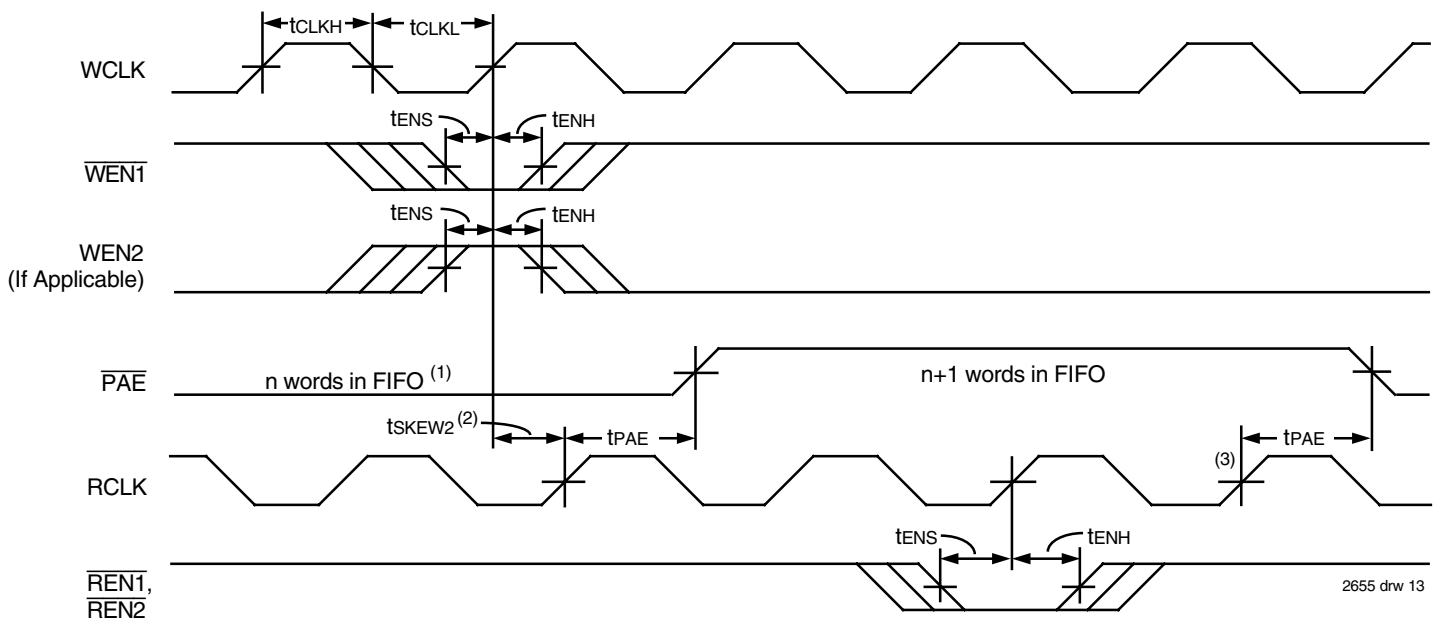 tCLKH tCLKL
WCLK
tENS tENH
WEN1
tENS tENH
WEN2
(If Applicable)
PAE n words in FIFO (1) n+1 words in FIFO
tSKEW2 (2) tPAE tPAE
(3)
RCLK
tENS tENH
REN1,
REN2
2655 drw 13